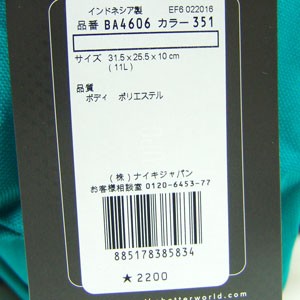 インドネシア製 EF6 022016
品番 BA4606 カラー 351
サイズ 31.5 x 25.5 x 10 cm
( 11L )
品質
ボディ ポリエステル
( 株 ) ナイキジャパン
お客様相談室 0120-6453-77
885178385834
★ 2200
betterworld.com